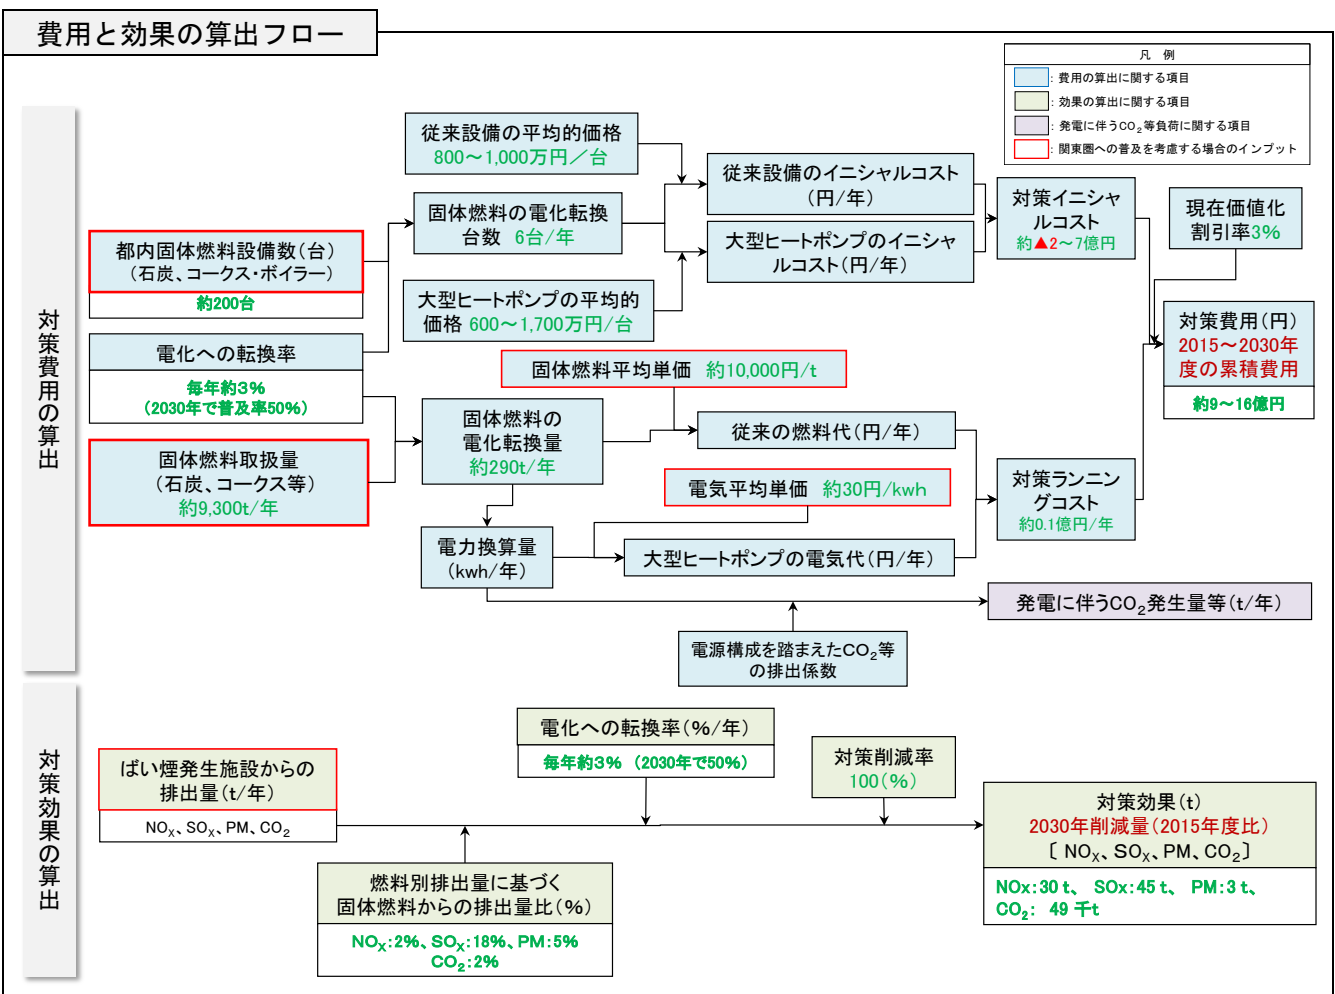 費用と効果の算出フロー
凡　例
：費用の算出に関する項目
：効果の算出に関する項目
：発電に伴うCO₂等負荷に関する項目
：関東圏への普及を考慮する場合のインプット
対策費用の算出
従来設備の平均的価格
800～1,000万円／台
固体燃料の電化転換
台数 6台/年
都内固体燃料設備数（台）
（石炭、コークス・ボイラー）
約200台
大型ヒートポンプの平均的
価格 600～1,700万円/台
従来設備のイニシャルコスト
（円/年）
大型ヒートポンプのイニシャ
ルコスト（円/年）
対策イニシャ
ルコスト
約▲2～7億円
現在価値化
割引率3％
電化への転換率
毎年約3％
（2030年で普及率50％）
対策費用（円）
2015～2030年
度の累積費用
約9～16億円
固体燃料平均単価 約10,000円/t
固体燃料の
電化転換量
約290t/年
従来の燃料代（円/年）
固体燃料取扱量
（石炭、コークス等）
約9,300t/年
電気平均単価 約30円/kwh
対策ランニン
グコスト
約0.1億円/年
電力換算量
（kwh/年）
大型ヒートポンプの電気代（円/年）
発電に伴うCO₂発生量等（t/年）
電源構成を踏まえたCO₂等
の排出係数
対策効果の算出
電化への転換率（％/年）
毎年約3％ （2030年で50％）
ばい煙発生施設からの
排出量（t/年）
NOX、SOX、PM、CO₂
対策削減率
100（％）
対策効果（t）
2030年削減量（2015年度比）
〔 NOX、SOX、PM、CO₂〕
NOx：30 t、 SOx：45 t、 PM：3 t、
CO₂： 49 千t
燃料別排出量に基づく
固体燃料からの排出量比（％）
NOX：2％、SOX：18％、PM：5％
CO₂：2％